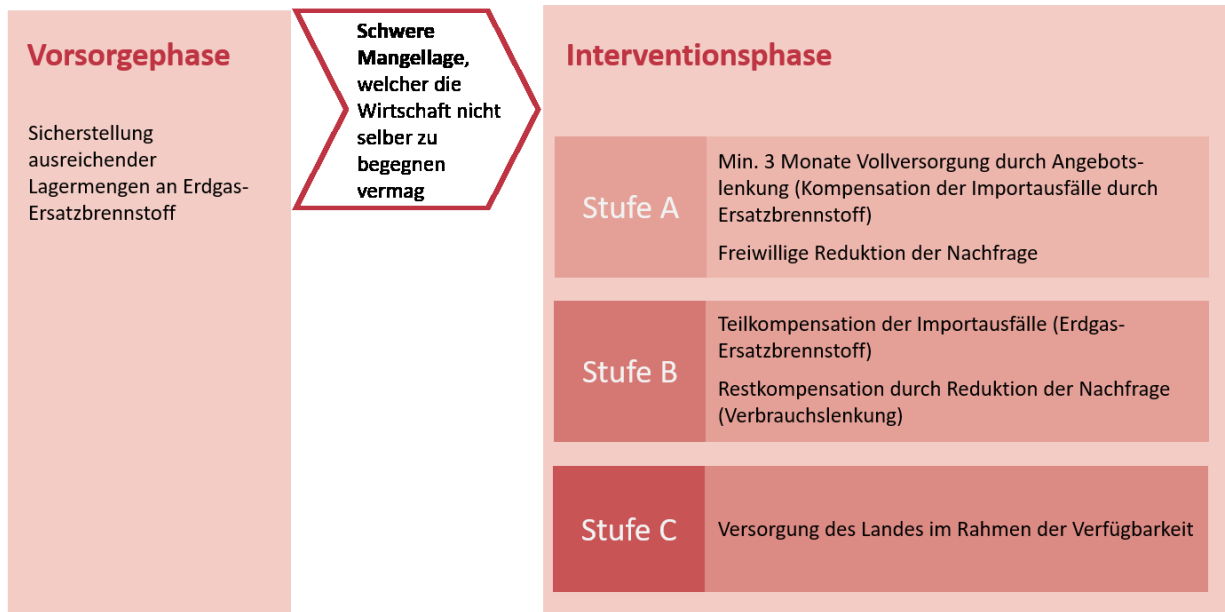 Vorsorgephase
Sicherstellung
ausreichender
Lagermengen an Erdgas-
Ersatzbrennstoff
Schwere
Mangellage,
welcher die
Wirtschaft nicht
selber zu
begegnen
vermag
Interventionsphase
Stufe A
Min. 3 Monate Vollversorgung durch Angebots-
lenkung (Kompensation der Importausfälle durch
Ersatzbrennstoff)
Freiwillige Reduktion der Nachfrage
Stufe B
Teilkompensation der Importausfälle (Erdgas-
Ersatzbrennstoff)
Restkompensation durch Reduktion der Nachfrage
(Verbrauchslenkung)
Stufe C
Versorgung des Landes im Rahmen der Verfügbarkeit